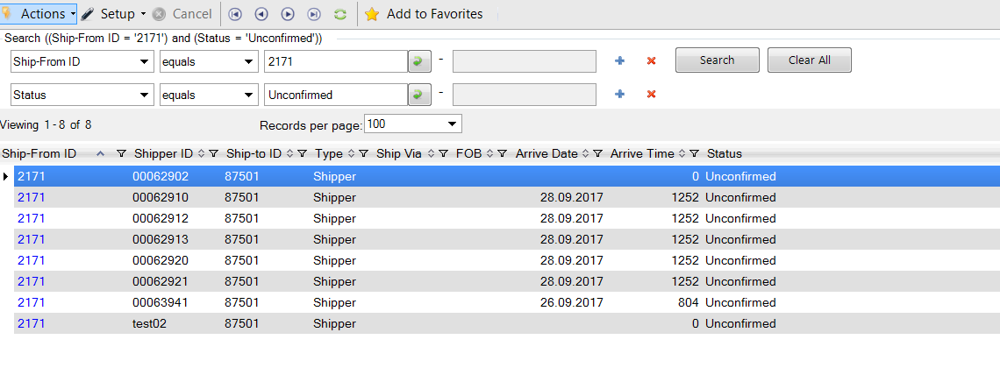 Actions Setup Cancel Add to Favorites
Search ((Ship-From ID = '2171') and (Status = 'Unconfirmed'))
Ship-From ID equals 2171 - Search Clear All
Status equals Unconfirmed -
Viewing 1 - 8 of 8 Records per page: 100
Ship-From ID Shipper ID Ship-to ID Type Ship Via FOB Arrive Date Arrive Time Status
2171 00062902 87501 Shipper 0 Unconfirmed
2171 00062910 87501 Shipper 28.09.2017 1252 Unconfirmed
2171 00062912 87501 Shipper 28.09.2017 1252 Unconfirmed
2171 00062913 87501 Shipper 28.09.2017 1252 Unconfirmed
2171 00062920 87501 Shipper 28.09.2017 1252 Unconfirmed
2171 00062921 87501 Shipper 28.09.2017 1252 Unconfirmed
2171 00063941 87501 Shipper 26.09.2017 804 Unconfirmed
2171 test02 87501 Shipper 0 Unconfirmed